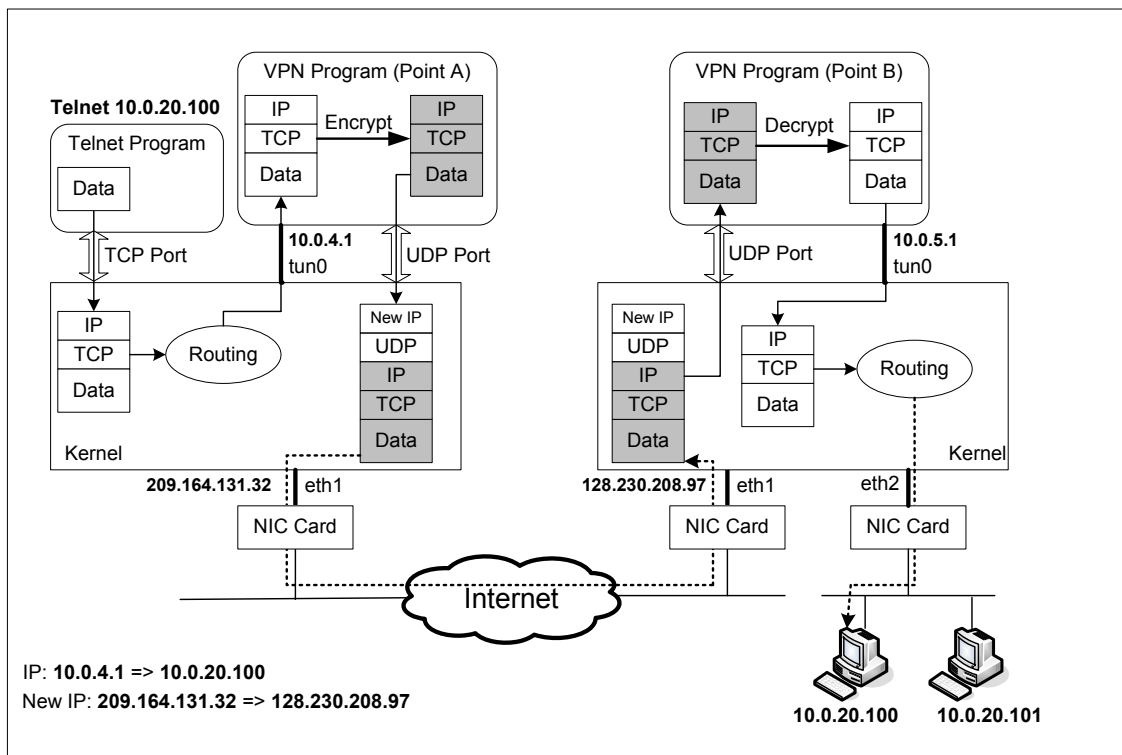 VPN Program (Point A)
VPN Program (Point B)
Telnet 10.0.20.100
Telnet Program
Data
IP
TCP
Data
Encrypt
IP
TCP
Data
IP
TCP
Data
Decrypt
IP
TCP
Data
TCP Port
10.0.4.1
tun0
UDP Port
UDP Port
10.0.5.1
tun0
IP
TCP
Data
Routing
New IP
UDP
IP
TCP
Data
Kernel
New IP
UDP
IP
TCP
Data
IP
TCP
Data
Routing
Kernel
209.164.131.32
eth1
128.230.208.97
eth1
eth2
NIC Card
NIC Card
NIC Card
Internet
IP: 10.0.4.1 => 10.0.20.100
New IP: 209.164.131.32 => 128.230.208.97
10.0.20.100
10.0.20.101